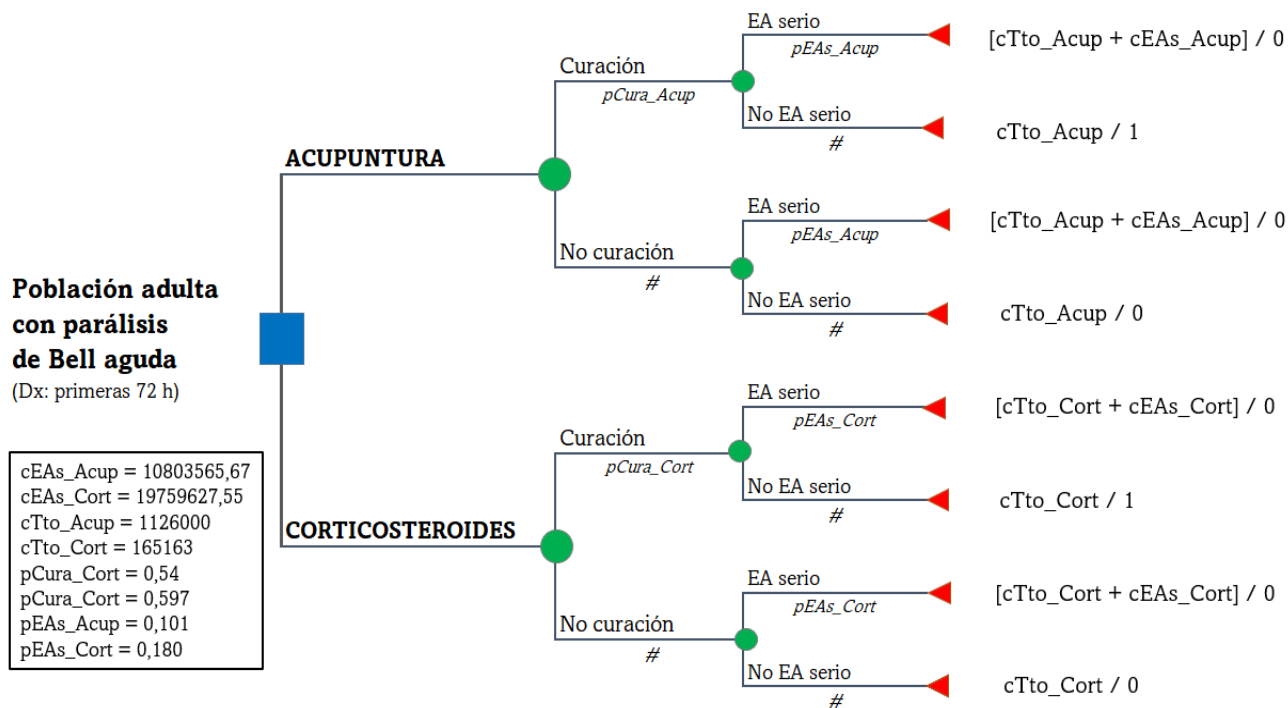 EA serio
pEAs_Acup
[cTto_Acup + cEAs_Acup] / 0
Curación
pCura_Acup
No EA serio
#
cTto_Acup / 1
ACUPUNTURA
EA serio
pEAs_Acup
[cTto_Acup + cEAs_Acup] / 0
No curación
#
No EA serio
#
cTto_Acup / 0
Población adulta
con parálisis
de Bell aguda
(Dx: primeras 72 h)
EA serio
pEAs_Cort
[cTto_Cort + cEAs_Cort] / 0
Curación
pCura_Cort
No EA serio
#
cTto_Cort / 1
CORTICOSTEROIDES
EA serio
pEAs_Cort
[cTto_Cort + cEAs_Cort] / 0
No curación
#
No EA serio
#
cTto_Cort / 0
cEAs_Acup = 10803565,67
cEAs_Cort = 19759627,55
cTto_Acup = 1126000
cTto_Cort = 165163
pCura_Cort = 0,54
pCura_Cort = 0,597
pEAs_Acup = 0,101
pEAs_Cort = 0,180